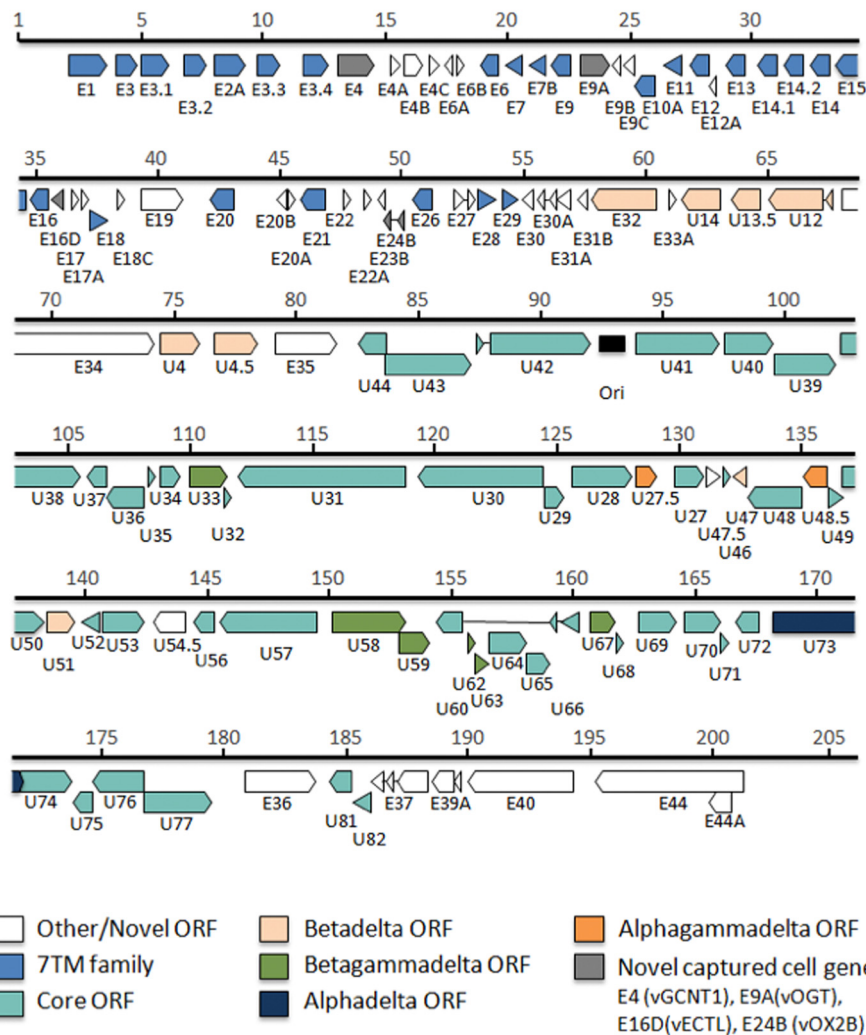 1 5 10 15 20 25 30
E1 E3 E3.1 E2A E3.3 E3.4 E4 E4A E4C E6B E6 E7B E9 E9A E9B E11 E12 E13 E14.2 E15
E3.2 E4B E6A E7 E9C E10A E12A E14.1 E14
35 40 45 50 55 60 65
E16 E18 E19 E20 E20B E22 E24B E26 E27 E29 E30A E32 U14 U13.5 U12
E16D E21 E23B E28 E30 E31B E33A
E17 E18C E20A E31A
E17A E22A
70 75 80 85 90 95 100
E34 U4 U4.5 E35 U44 U43 U42 U41 U40 U39
Ori
105 110 115 120 125 130 135
U38 U37 U34 U33 U31 U30 U28 U27.5 U27 U47 U48 U48.5
U36 U35 U32 U29 U47.5 U46 U49
140 145 150 155 160 165 170
U50 U52 U53 U54.5 U56 U57 U58 U64 U67 U69 U70 U72 U73
U51 U59 U62 U65 U68 U71
U60 U63 U66
175 180 185 190 195 200 205
U74 U76 E36 E37 E39A E40 E44
U75 U77 U81 E44A
U82
Other/Novel ORF Betadelta ORF Alphagammadelta ORF
7TM family Betagammadelta ORF Novel captured cell gene
Core ORF Alphadelta ORF E4 (vGCNT1), E9A(vOGT),
E16D(vECTL), E24B (vOX2B)